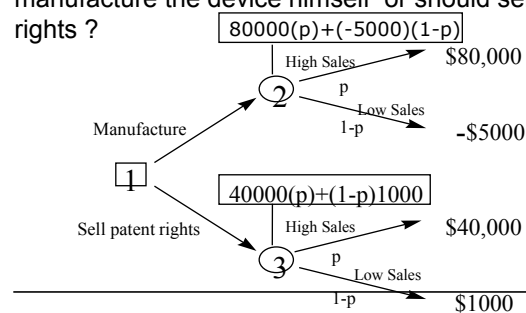 manufacture the device himself or should se
rights ?
80000(p)+(-5000)(1-p)
High Sales
$80,000
2
p
Low Sales
1-p
-$5000
Manufacture
1
40000(p)+(1-p)1000
Sell patent rights
High Sales
$40,000
3
p
Low Sales
1-p
$1000